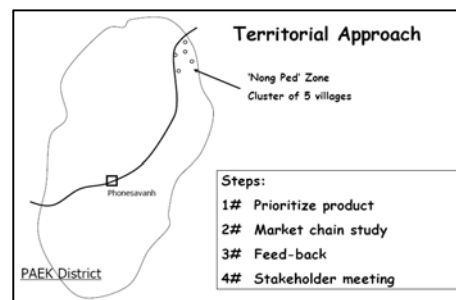 Territorial Approach
'Nong Ped' Zone
Cluster of 5 villages
Phonesavanh
Steps:
1# Prioritize product
2# Market chain study
3# Feed-back
4# Stakeholder meeting
PAEK District